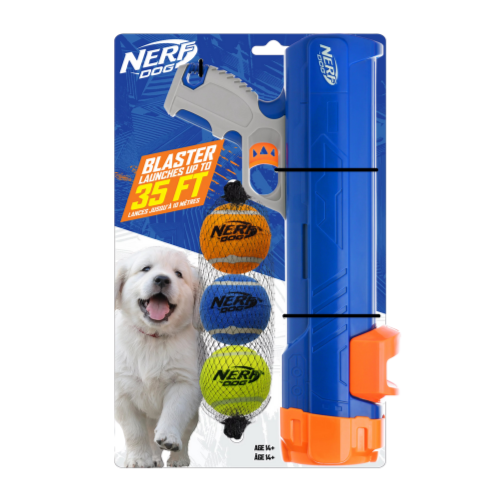 NERF
DOG
NERF
DOG
BLASTER
LAUNCHES UP TO
35 FT
LANCES JUSQU'À 10 MÈTRES
NERF
DOG
NERF
DOG
NERF
DOG
AGE 14+
ÂGE 14+